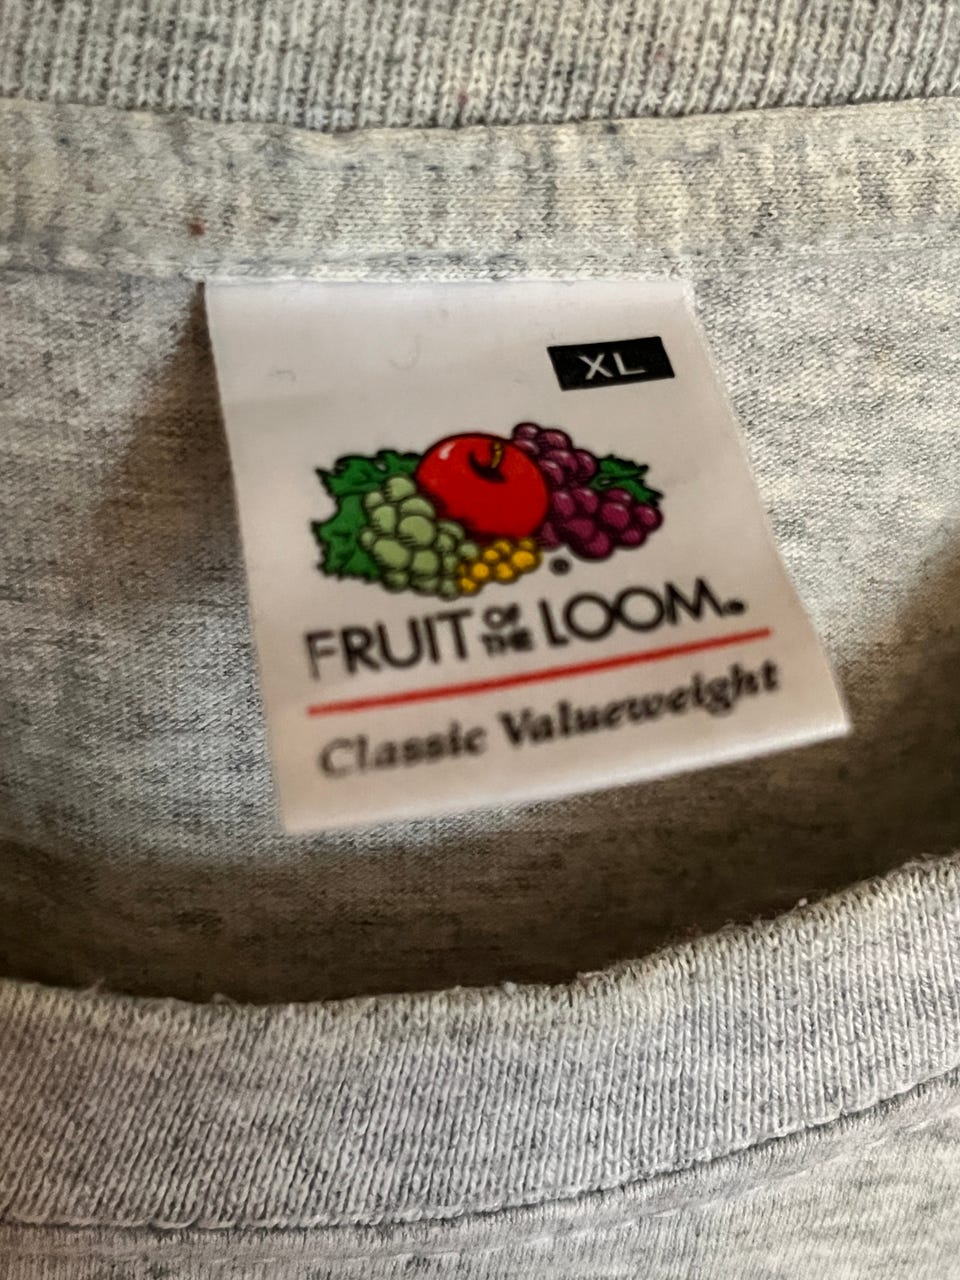 XL
FRUIT OF THE LOOM®
Classic Valueweight